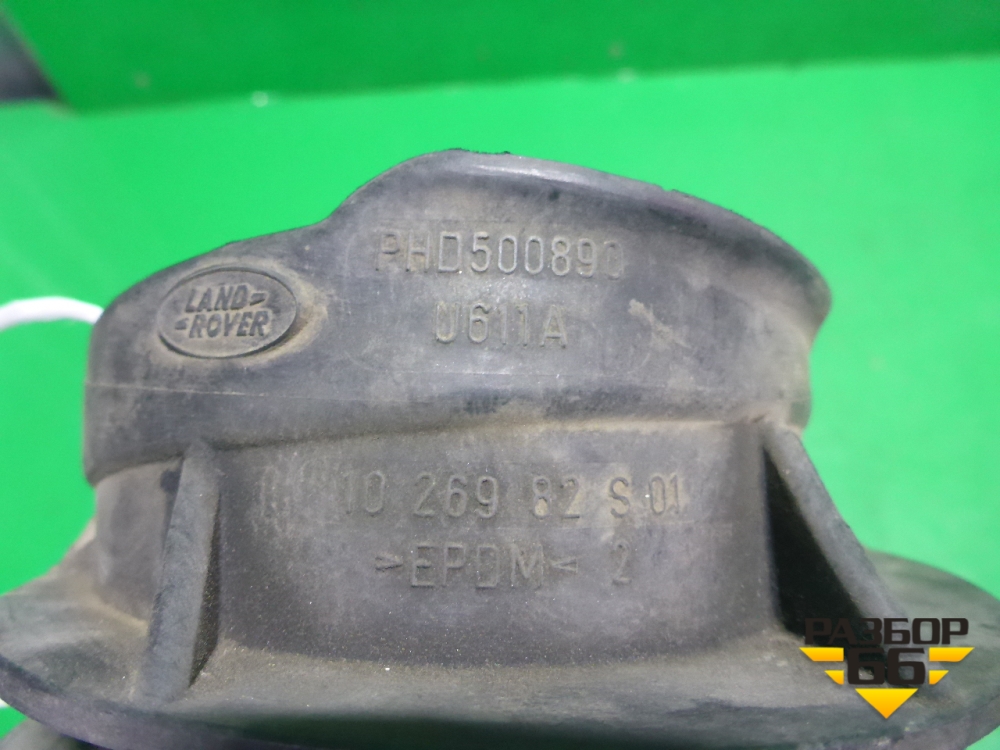 PHD500890
U611A
LAND
ROVER
10 269 82 S 01
>EPDM< 2
РАЗБОР
66